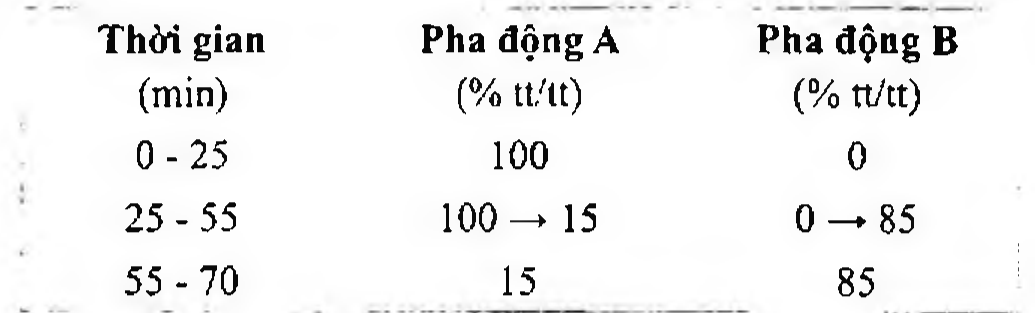 Thời gian Pha động A Pha động B
(min) (% tt/tt) (% tt/tt)
0 - 25 100 0
25 - 55 100 → 15 0 → 85
55 - 70 15 85